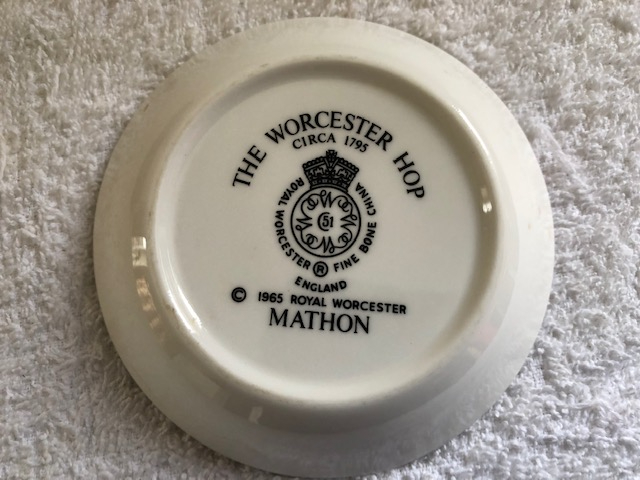 THE WORCESTER HOP
CIRCA 1795
ROYAL WORCESTER ® FINE BONE CHINA
51
ENGLAND
© 1965 ROYAL WORCESTER
MATHON